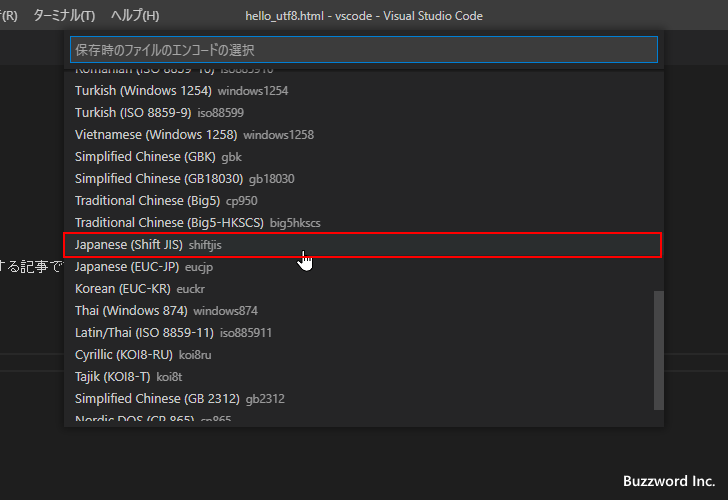 (R) ターミナル(T) ヘルプ(H) hello_utf8.html - vscode - Visual Studio Code
保存時のファイルのエンコードの選択
Romanian (ISO 8859-16) iso885916
Turkish (Windows 1254) windows1254
Turkish (ISO 8859-9) iso88599
Vietnamese (Windows 1258) windows1258
Simplified Chinese (GBK) gbk
Simplified Chinese (GB18030) gb18030
Traditional Chinese (Big5) cp950
Traditional Chinese (Big5-HKSCS) big5hkscs
Japanese (Shift JIS) shiftjis
する記事で
Japanese (EUC-JP) eucjp
Korean (EUC-KR) euckr
Thai (Windows 874) windows874
Latin/Thai (ISO 8859-11) iso885911
Cyrillic (KOI8-RU) koi8ru
Tajik (KOI8-T) koi8t
Simplified Chinese (GB 2312) gb2312
Nordic DOS (CP 865) cp865
Buzzword Inc.